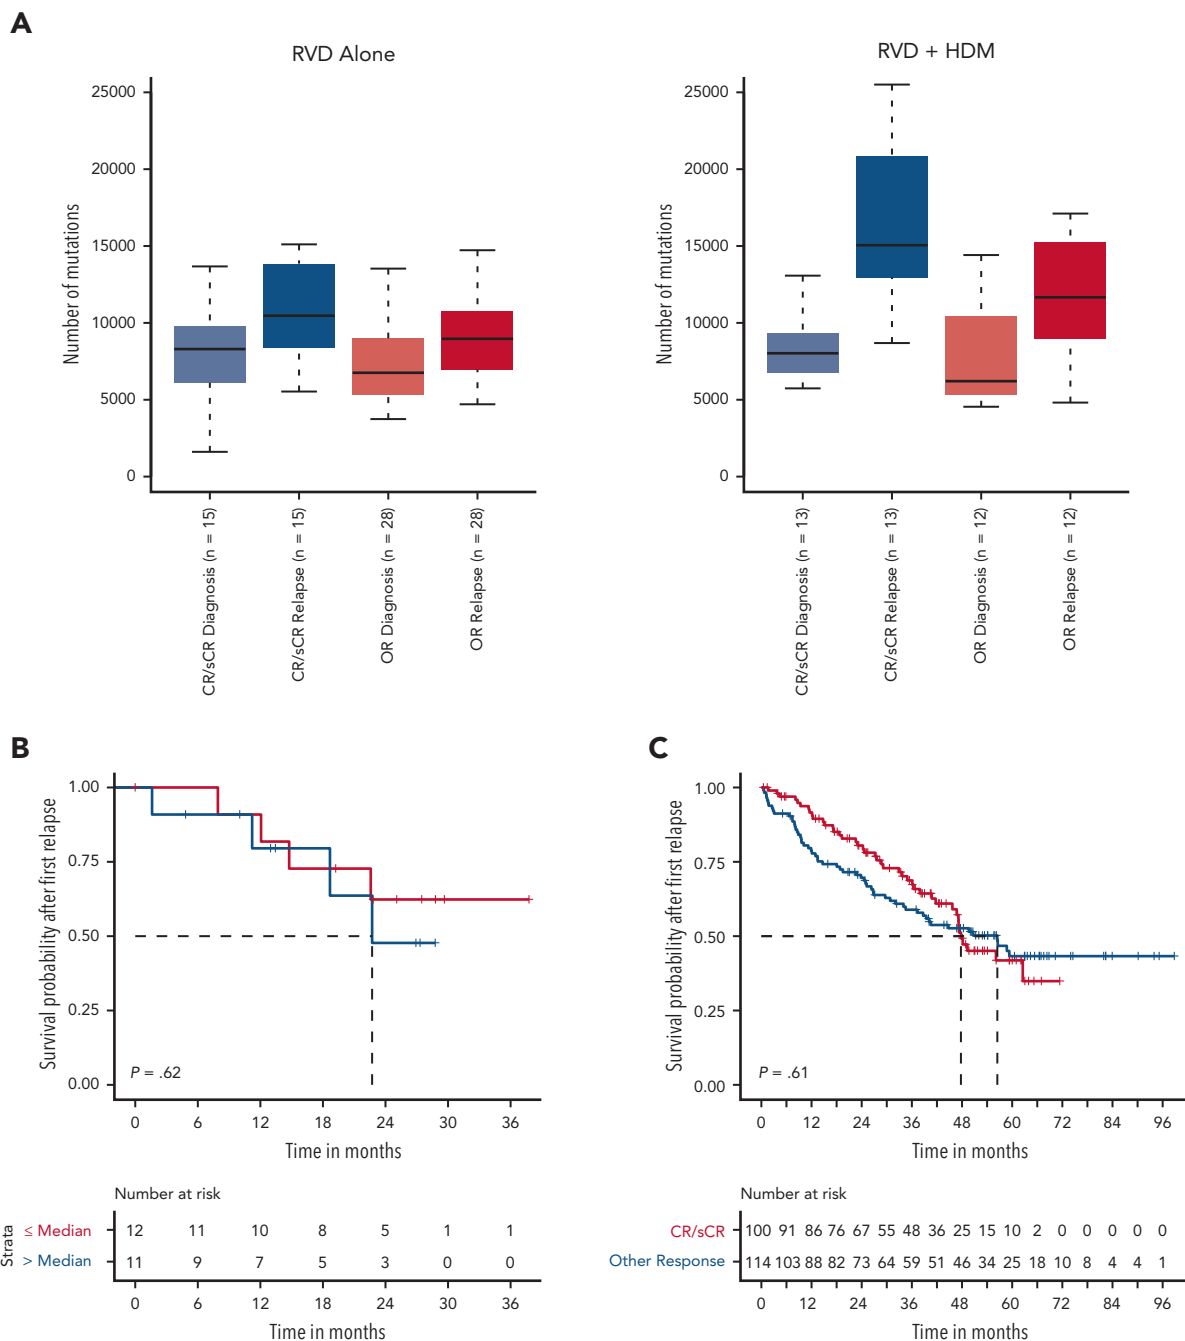 A
RVD Alone
RVD + HDM
Number of mutations
25000
20000
15000
10000
5000
0
CR/sCR Diagnosis (n = 15)
CR/sCR Relapse (n = 15)
OR Diagnosis (n = 28)
OR Relapse (n = 28)
Number of mutations
25000
20000
15000
10000
5000
0
CR/sCR Diagnosis (n = 13)
CR/sCR Relapse (n = 13)
OR Diagnosis (n = 12)
OR Relapse (n = 12)
B
Survival probability after first relapse
1.00
0.75
0.50
0.25
0.00
P = .62
0 6 12 18 24 30 36
Time in months
Number at risk
Strata
≤ Median 12 11 10 8 5 1 1
> Median 11 9 7 5 3 0 0
0 6 12 18 24 30 36
Time in months
C
Survival probability after first relapse
1.00
0.75
0.50
0.25
0.00
P = .61
0 12 24 36 48 60 72 84 96
Time in months
Number at risk
CR/sCR 100 91 86 76 67 55 48 36 25 15 10 2 0 0 0 0 0
Other Response 114 103 88 82 73 64 59 51 46 34 25 18 10 8 4 4 1
0 12 24 36 48 60 72 84 96
Time in months